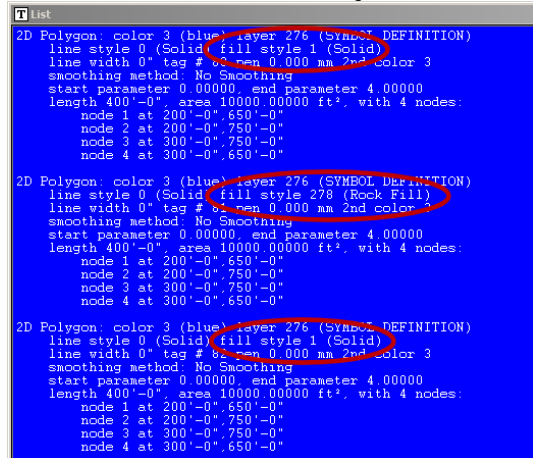 List
2D Polygon: color 3 (blue) layer 276 (SYMBOL DEFINITION)
line style 0 (Solid) fill style 1 (Solid)
line width 0" tag # 80 pen 0.000 mm 2nd color 3
smoothing method: No Smoothing
start parameter 0.00000, end parameter 4.00000
length 400'-0", area 10000.00000 ft², with 4 nodes:
node 1 at 200'-0",650'-0"
node 2 at 200'-0",750'-0"
node 3 at 300'-0",750'-0"
node 4 at 300'-0",650'-0"
2D Polygon: color 3 (blue) layer 276 (SYMBOL DEFINITION)
line style 0 (Solid) fill style 278 (Rock Fill)
line width 0" tag # pen 0.000 mm 2nd color
smoothing method: No Smoothing
start parameter 0.00000, end parameter 4.00000
length 400'-0", area 10000.00000 ft², with 4 nodes:
node 1 at 200'-0",650'-0"
node 2 at 200'-0",750'-0"
node 3 at 300'-0",750'-0"
node 4 at 300'-0",650'-0"
2D Polygon: color 3 (blue) layer 276 (SYMBOL DEFINITION)
line style 0 (Solid) fill style 1 (Solid)
line width 0" tag # 82 pen 0.000 mm 2nd color 3
smoothing method: No Smoothing
start parameter 0.00000, end parameter 4.00000
length 400'-0", area 10000.00000 ft², with 4 nodes:
node 1 at 200'-0",650'-0"
node 2 at 200'-0",750'-0"
node 3 at 300'-0",750'-0"
node 4 at 300'-0",650'-0"